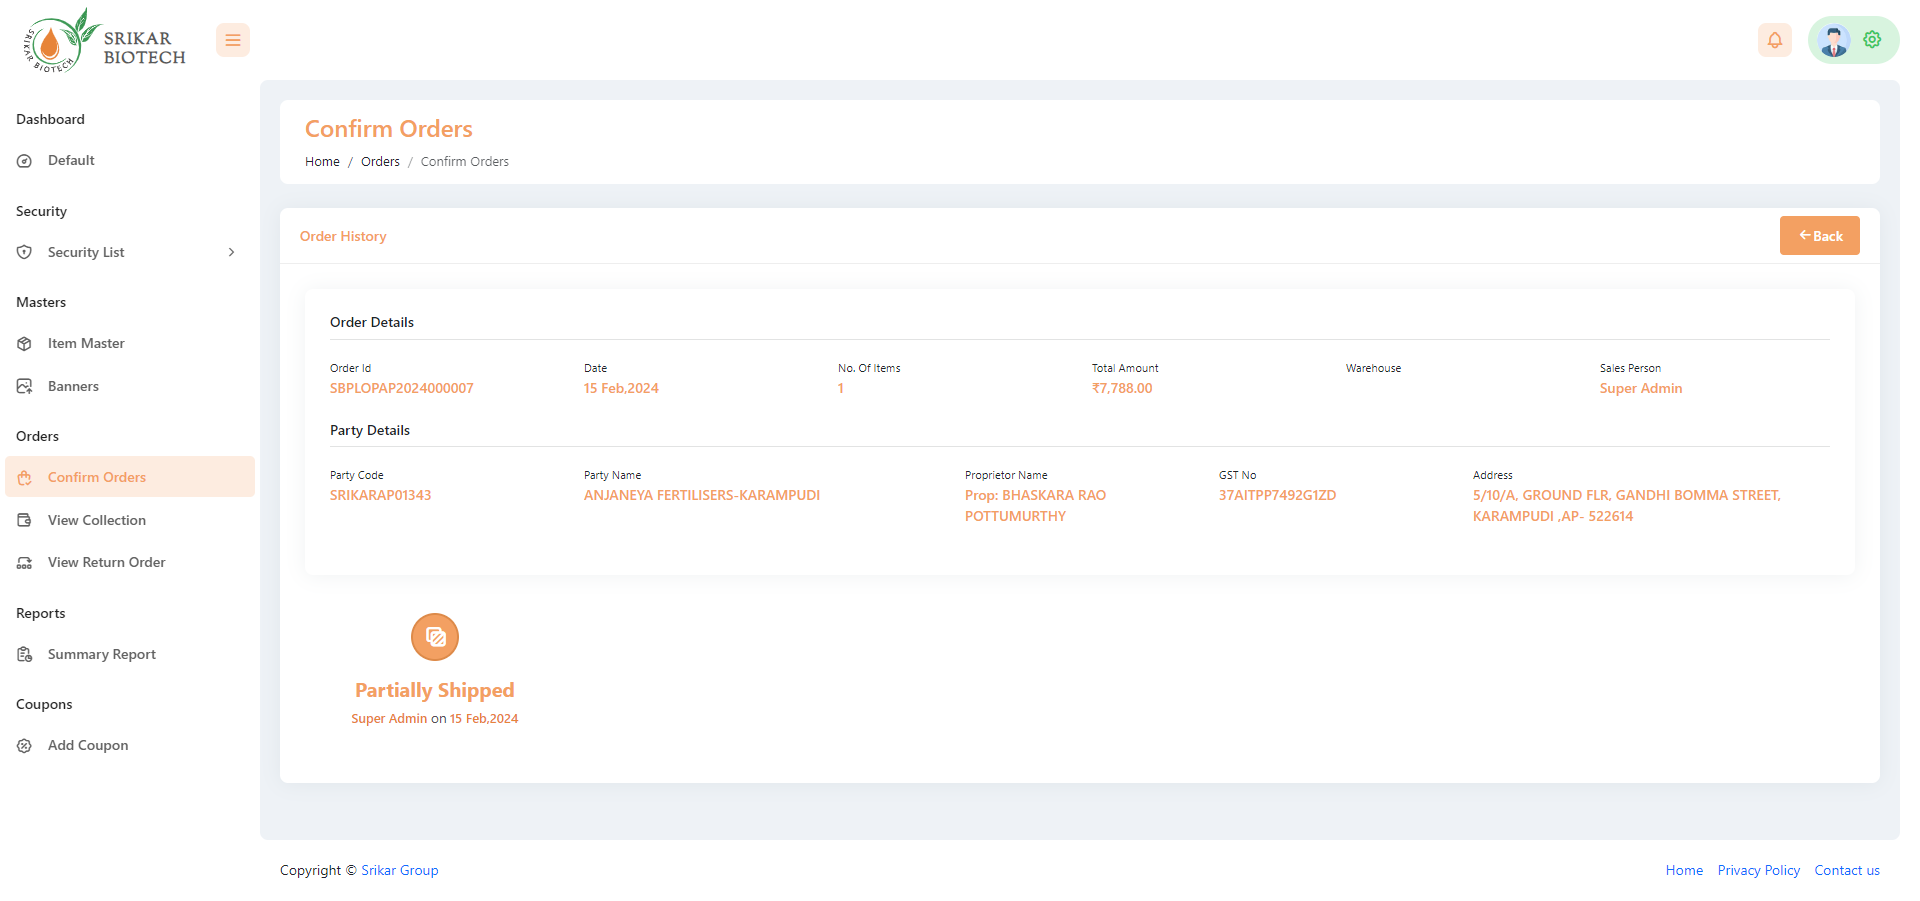 SRIKAR BIOTECH
SRIKAR
BIOTECH
Dashboard
Default
Security
Security List
Masters
Item Master
Banners
Orders
Confirm Orders
View Collection
View Return Order
Reports
Summary Report
Coupons
Add Coupon
Confirm Orders
Home / Orders / Confirm Orders
Order History
Back
Order Details
Order Id
SBPLOPAP2024000007
Date
15 Feb,2024
No. Of Items
1
Total Amount
₹7,788.00
Warehouse
Sales Person
Super Admin
Party Details
Party Code
SRIKARAP01343
Party Name
ANJANEYA FERTILISERS-KARAMPUDI
Proprietor Name
Prop: BHASKARA RAO
POTTUMURTHY
GST No
37AITPP7492G1ZD
Address
5/10/A, GROUND FLR, GANDHI BOMMA STREET,
KARAMPUDI ,AP- 522614
Partially Shipped
Super Admin on 15 Feb,2024
Copyright © Srikar Group
Home Privacy Policy Contact us